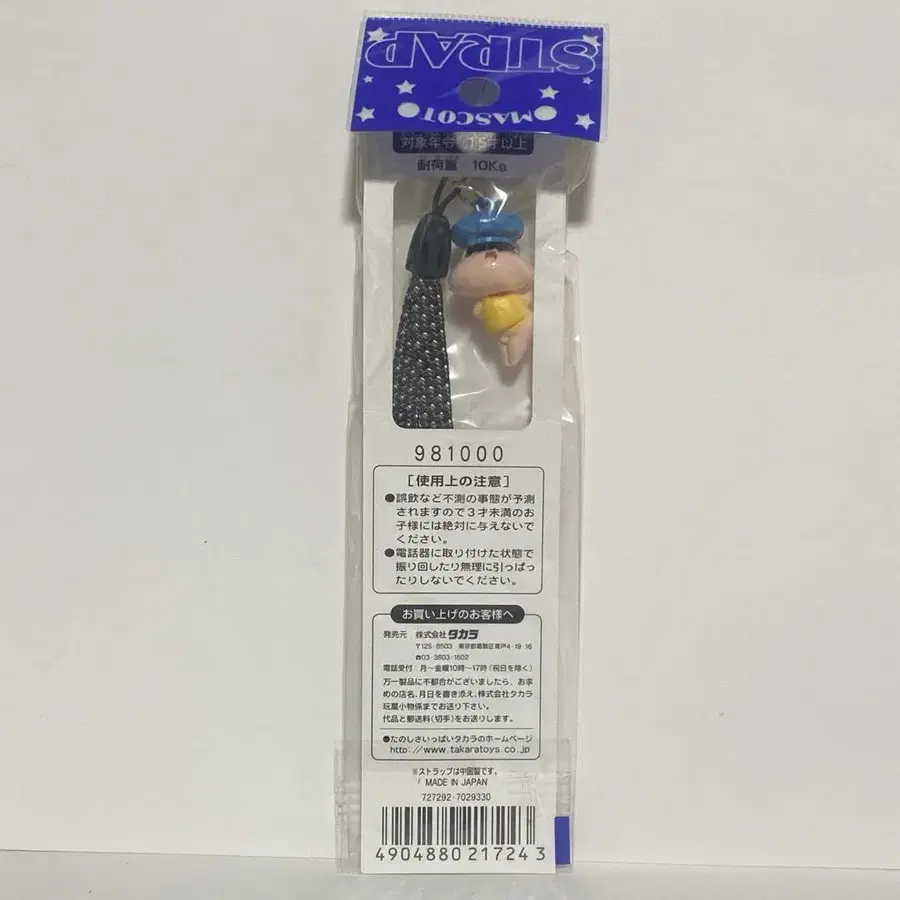 STRAP
MASCOT
対象年令 15才以上
耐荷重 10Kg
981000
[使用上の注意]
●誤飲など不測の事態が予測
されますので3才未満のお
子様には絶対に与えないで
ください。
●電話器に取り付けた状態で
振り回したり無理に引っぱっ
たりしないでください。
お買い上げのお客様へ
発売元 株式会社タカラ
〒125-8503 東京都葛飾区青戸4-19-16
☎03-3603-1602
電話受付:月〜金曜10時〜17時(祝日を除く)
万一製品に不都合がございましたら、お求
めの店名、月日を書き添え、株式会社タカラ
玩菓小物係までお送り下さい。
代品と郵送料(切手)をお送りします。
●たのしさいっぱいタカラのホームページ
http://www.takaratoys.co.jp
※ストラップは中国製です。
MADE IN JAPAN
727292-7029330
4904880217243